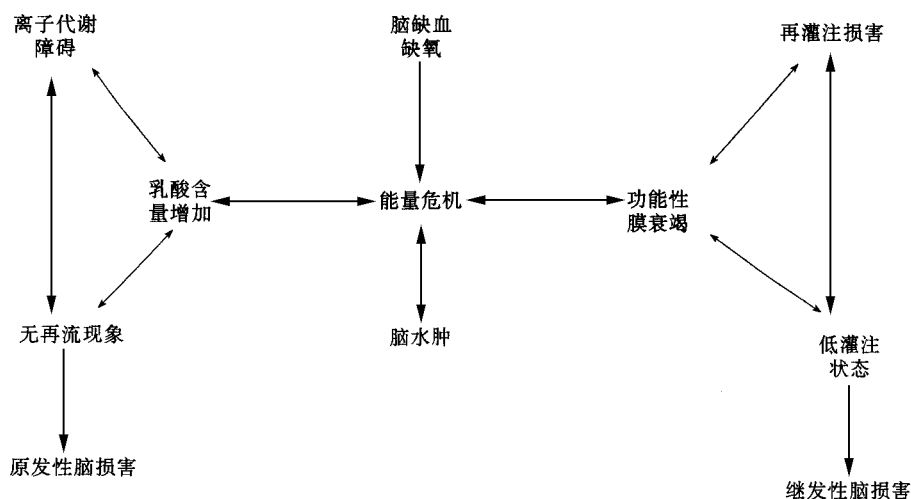 离子代谢
障碍
脑缺血
缺氧
再灌注损害
乳酸含
量增加
能量危机
功能性
膜衰竭
无再流现象
脑水肿
低灌注
状态
原发性脑损害
继发性脑损害